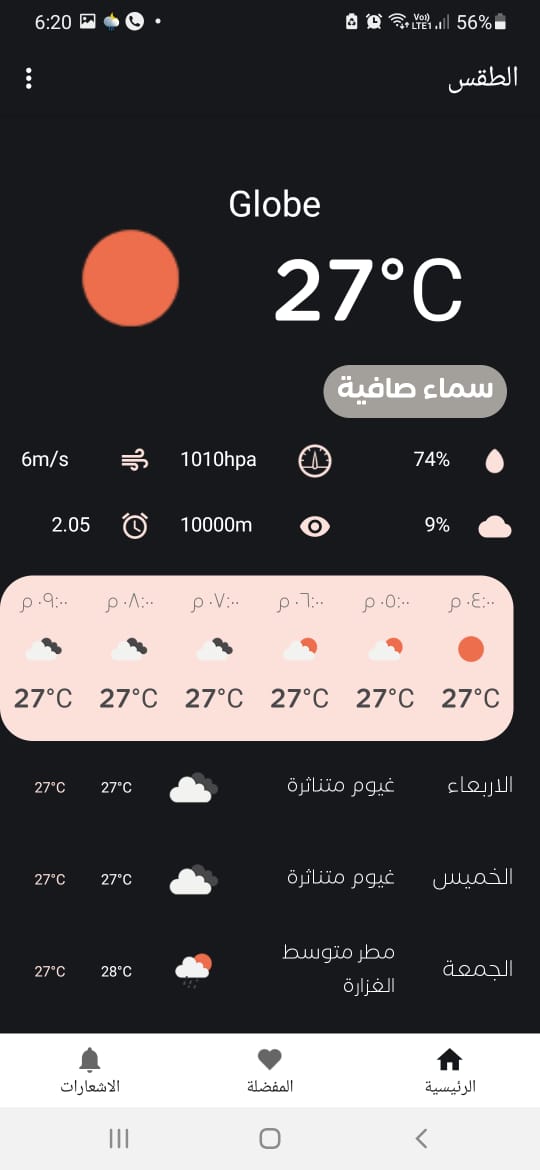 6:20
Vo)) LTE1 56%
الطقس
Globe
27°C
سماء صافية
74% 1010hpa 6m/s
9% 10000m 2.05
٠٤:٠٠ م ٠٥:٠٠ م ٠٦:٠٠ م ٠٧:٠٠ م ٠٨:٠٠ م ٠٩:٠٠ م
27°C 27°C 27°C 27°C 27°C 27°C
الاربعاء غيوم متناثرة 27°C 27°C
الخميس غيوم متناثرة 27°C 27°C
الجمعة مطر متوسط الغزارة 28°C 27°C
الرئيسية المفضلة الاشعارات